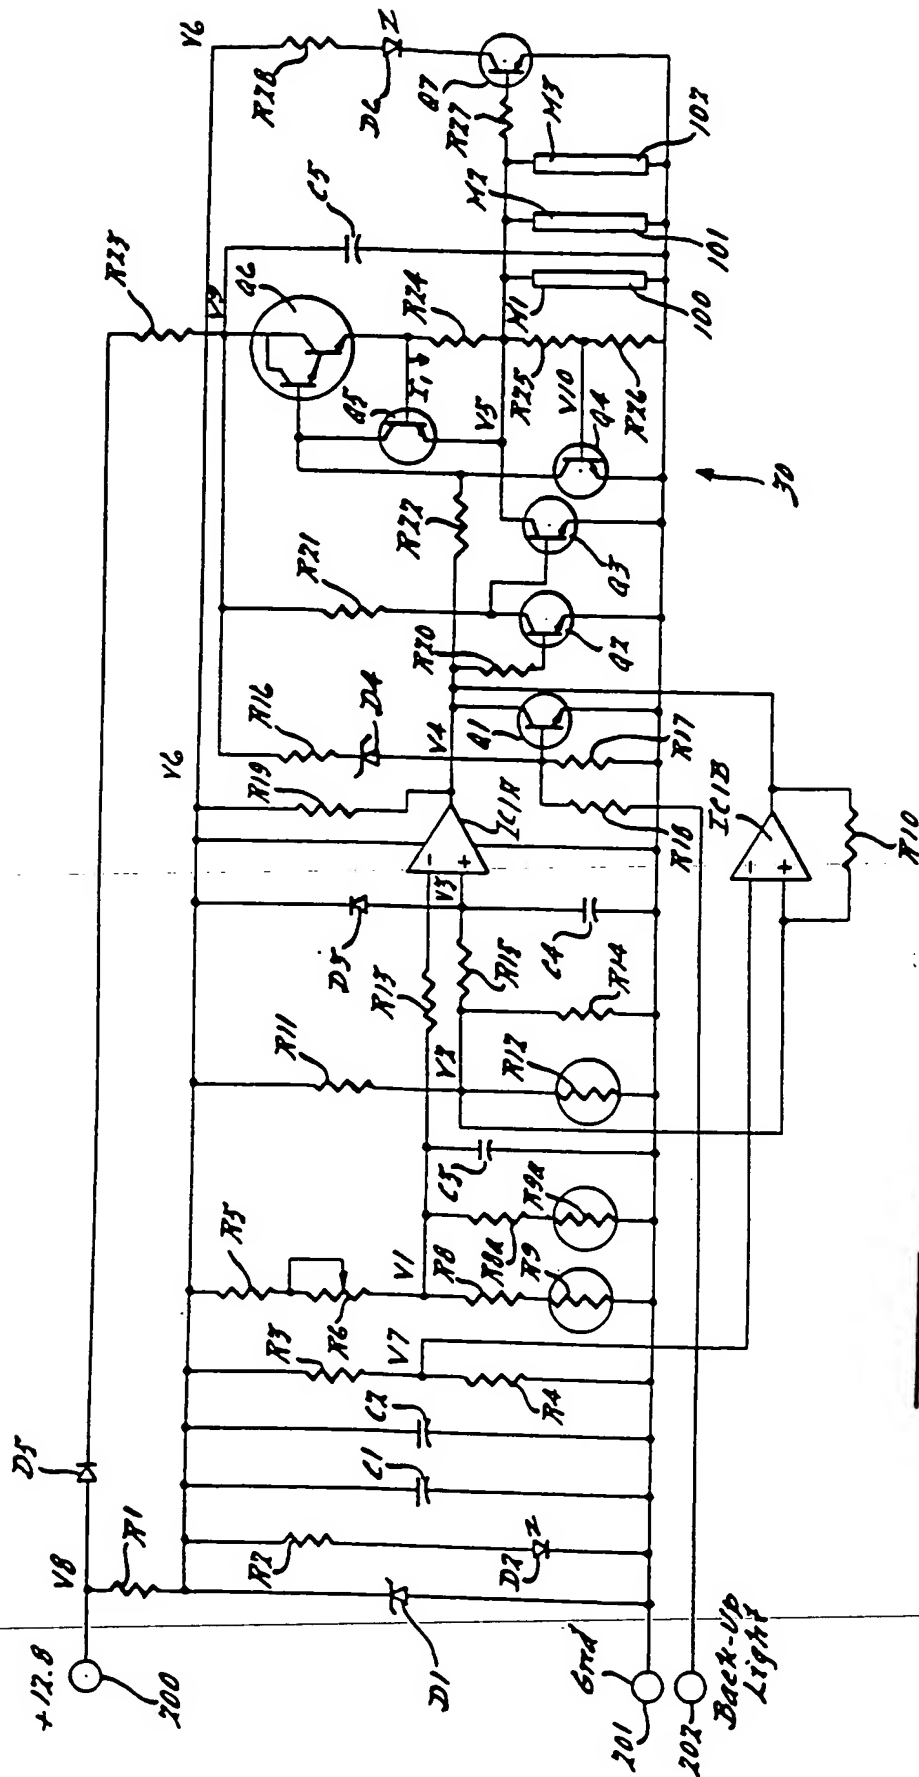 +12.8
200
V8
D5
R1
R23
V6
V6
V9
R2
D2
D1
C1
C2
R3
R4
V7
R5
R6
V1
R8
R9
R8a
R9a
C3
R11
V2
R12
R13
R14
R15
D3
C4
V3
IC1A
R19
V4
R16
D4
Q1
R17
R18
R20
R21
Q2
Q3
R22
Q4
V10
Q5
I1
V5
Q6
R24
R25
R26
C5
M1
100
M2
101
M3
102
R27
Q7
R28
D6
30
IC1B
R10
Gnd
201
202
Back-Up
Light